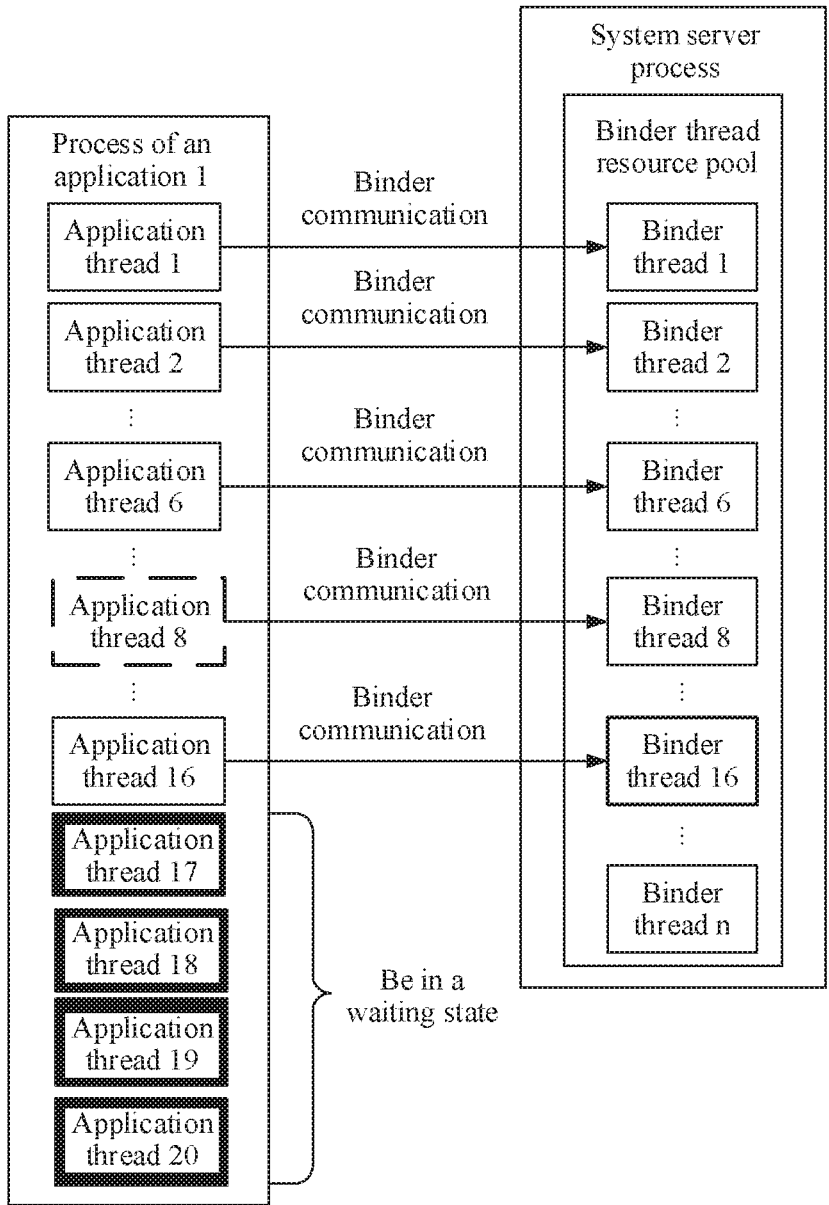 System server
process
Process of an
application 1
Binder thread
resource pool
Application
thread 1
Binder
communication
Binder
thread 1
Application
thread 2
Binder
communication
Binder
thread 2
⋮
⋮
Application
thread 6
Binder
communication
Binder
thread 6
⋮
⋮
Application
thread 8
Binder
communication
Binder
thread 8
⋮
⋮
Application
thread 16
Binder
communication
Binder
thread 16
⋮
Application
thread 17
Application
thread 18
Application
thread 19
Application
thread 20
Be in a
waiting state
Binder
thread n